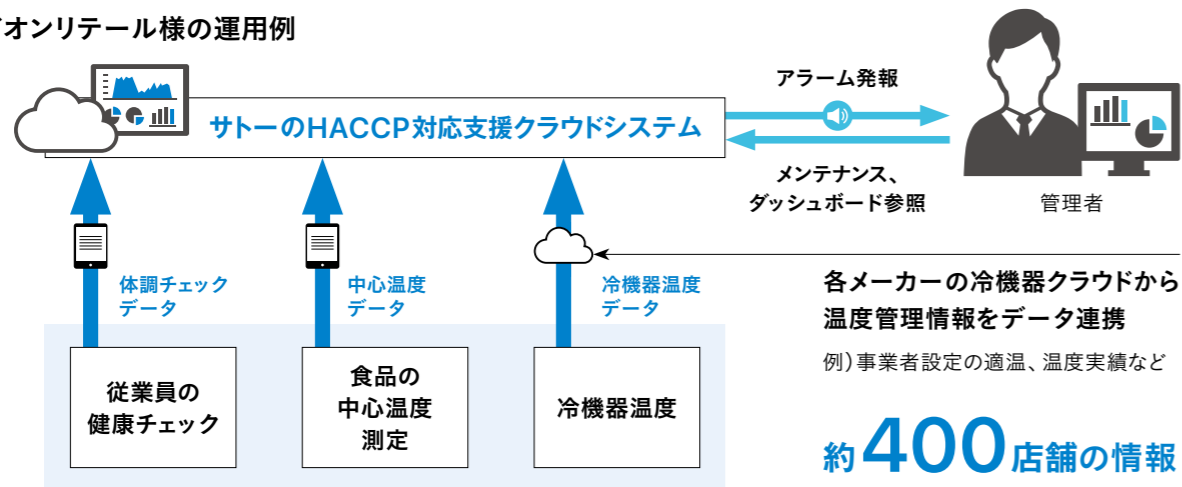 オンリテール様の運用例
サトーのHACCP対応支援クラウドシステム
アラーム発報
メンテナンス、
ダッシュボード参照
管理者
体調チェック
データ
中心温度
データ
冷機器温度
データ
従業員の
健康チェック
食品の
中心温度
測定
冷機器温度
各メーカーの冷機器クラウドから
温度管理情報をデータ連携
例）事業者設定の適温、温度実績など
約400店舗の情報